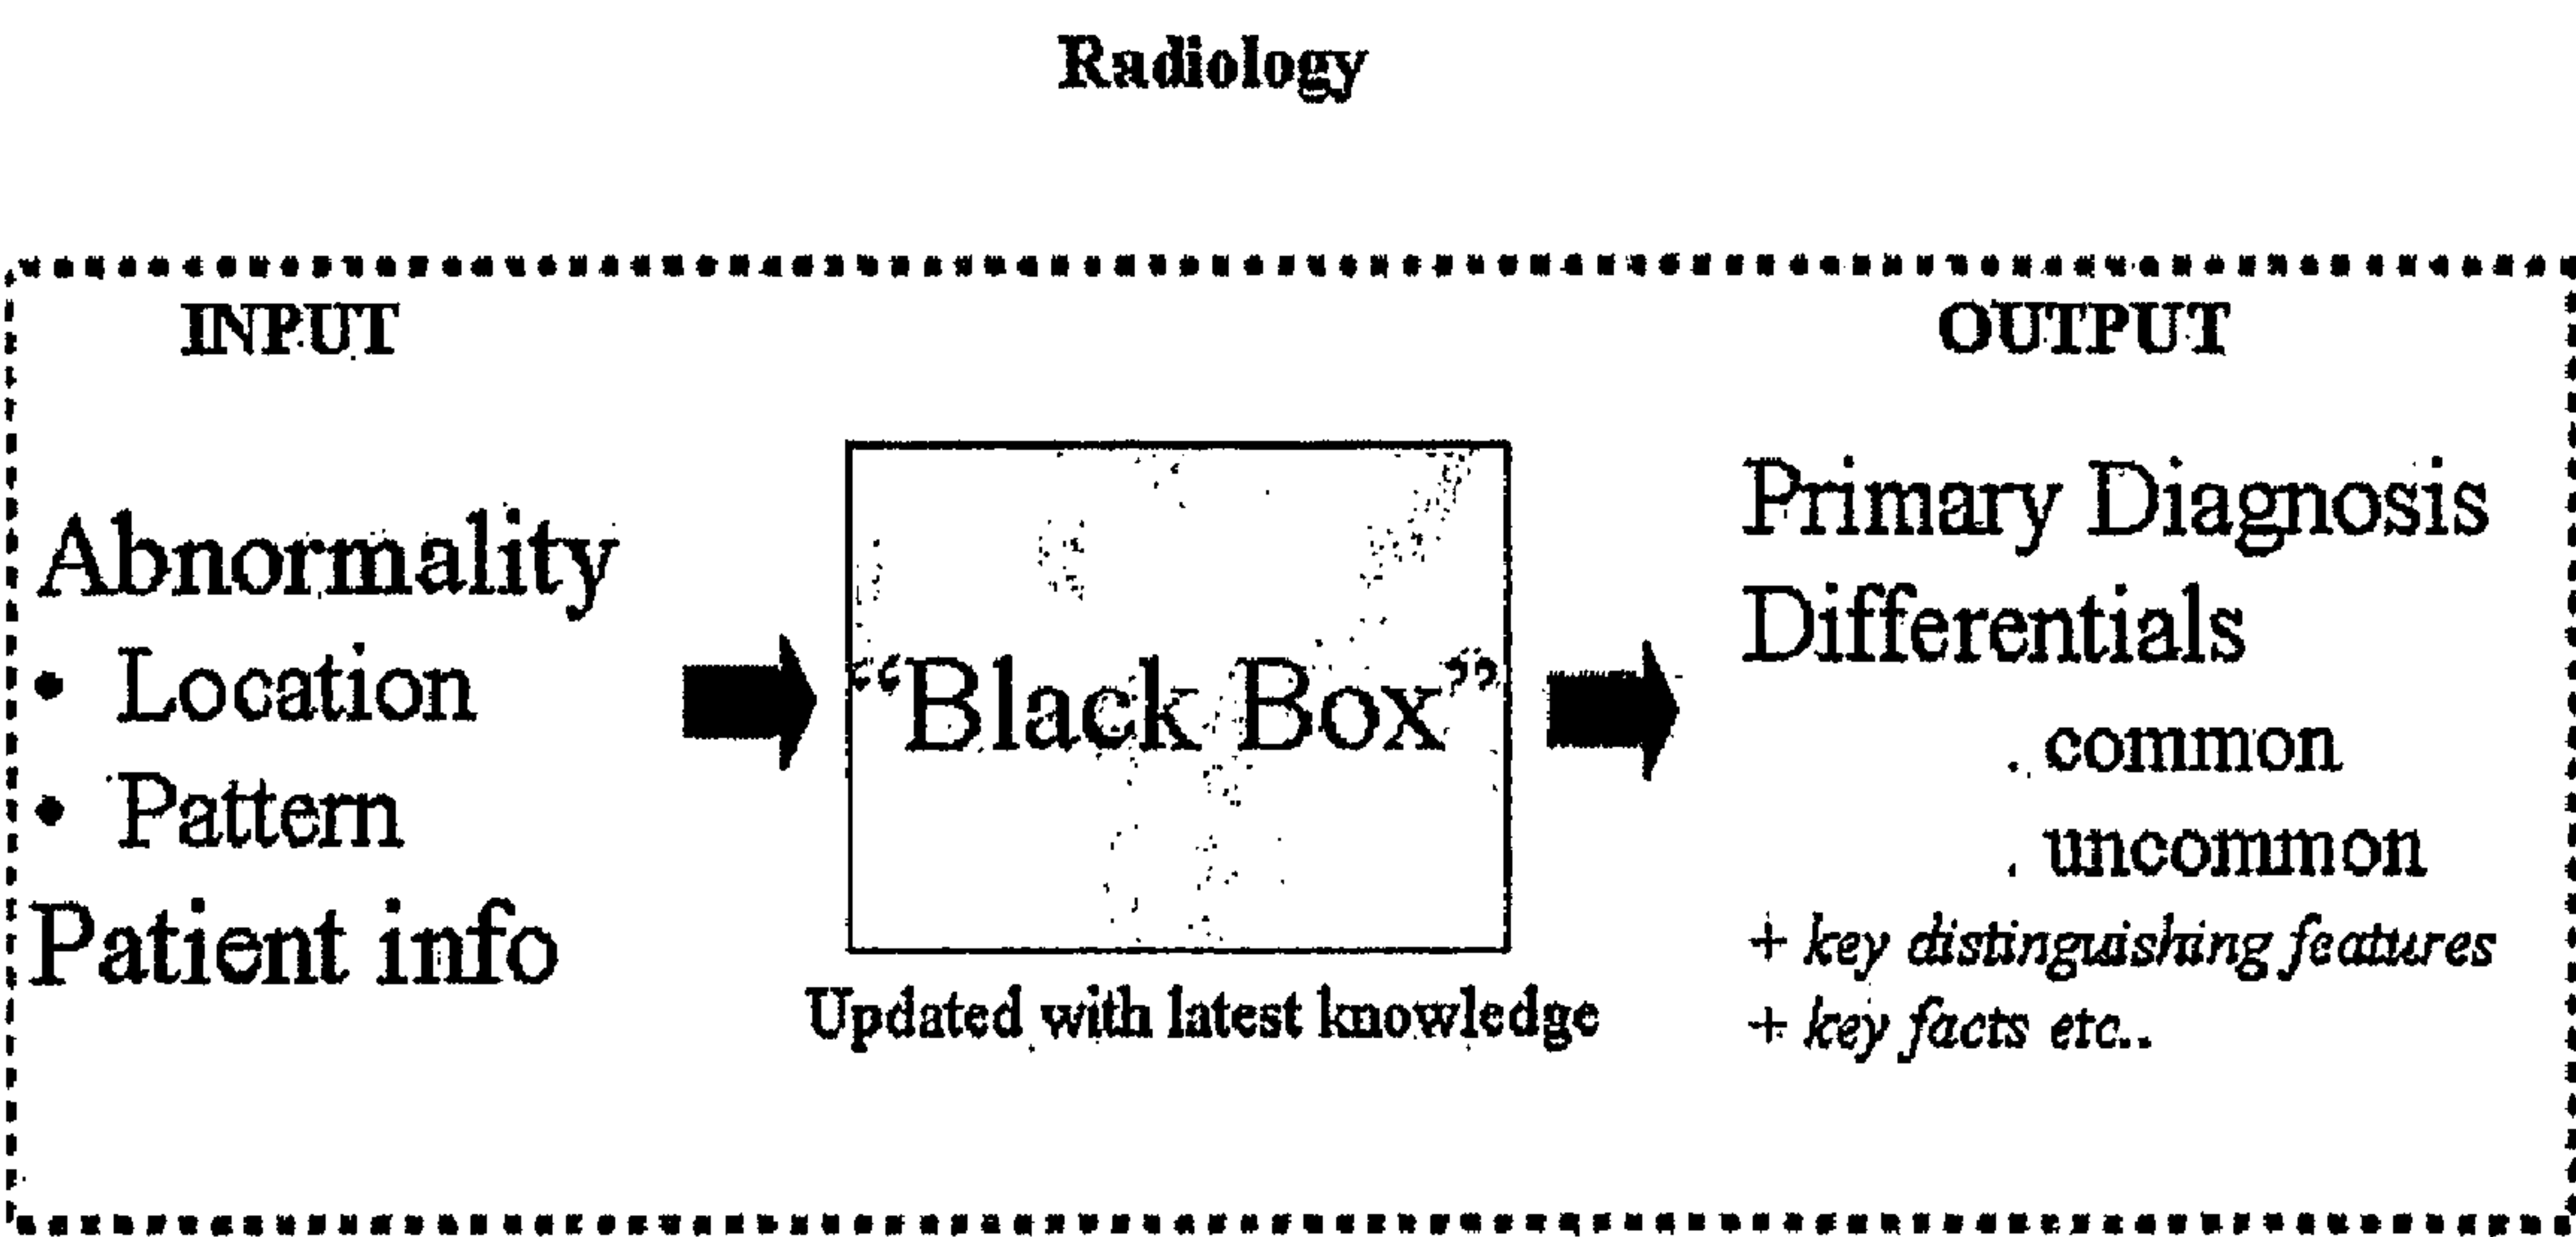 Radiology
INPUT
Abnormality
• Location
• Pattern
Patient info
“Black Box”
Updated with latest knowledge
OUTPUT
Primary Diagnosis
Differentials
. common
. uncommon
+ key distinguishing features
+ key facts etc..